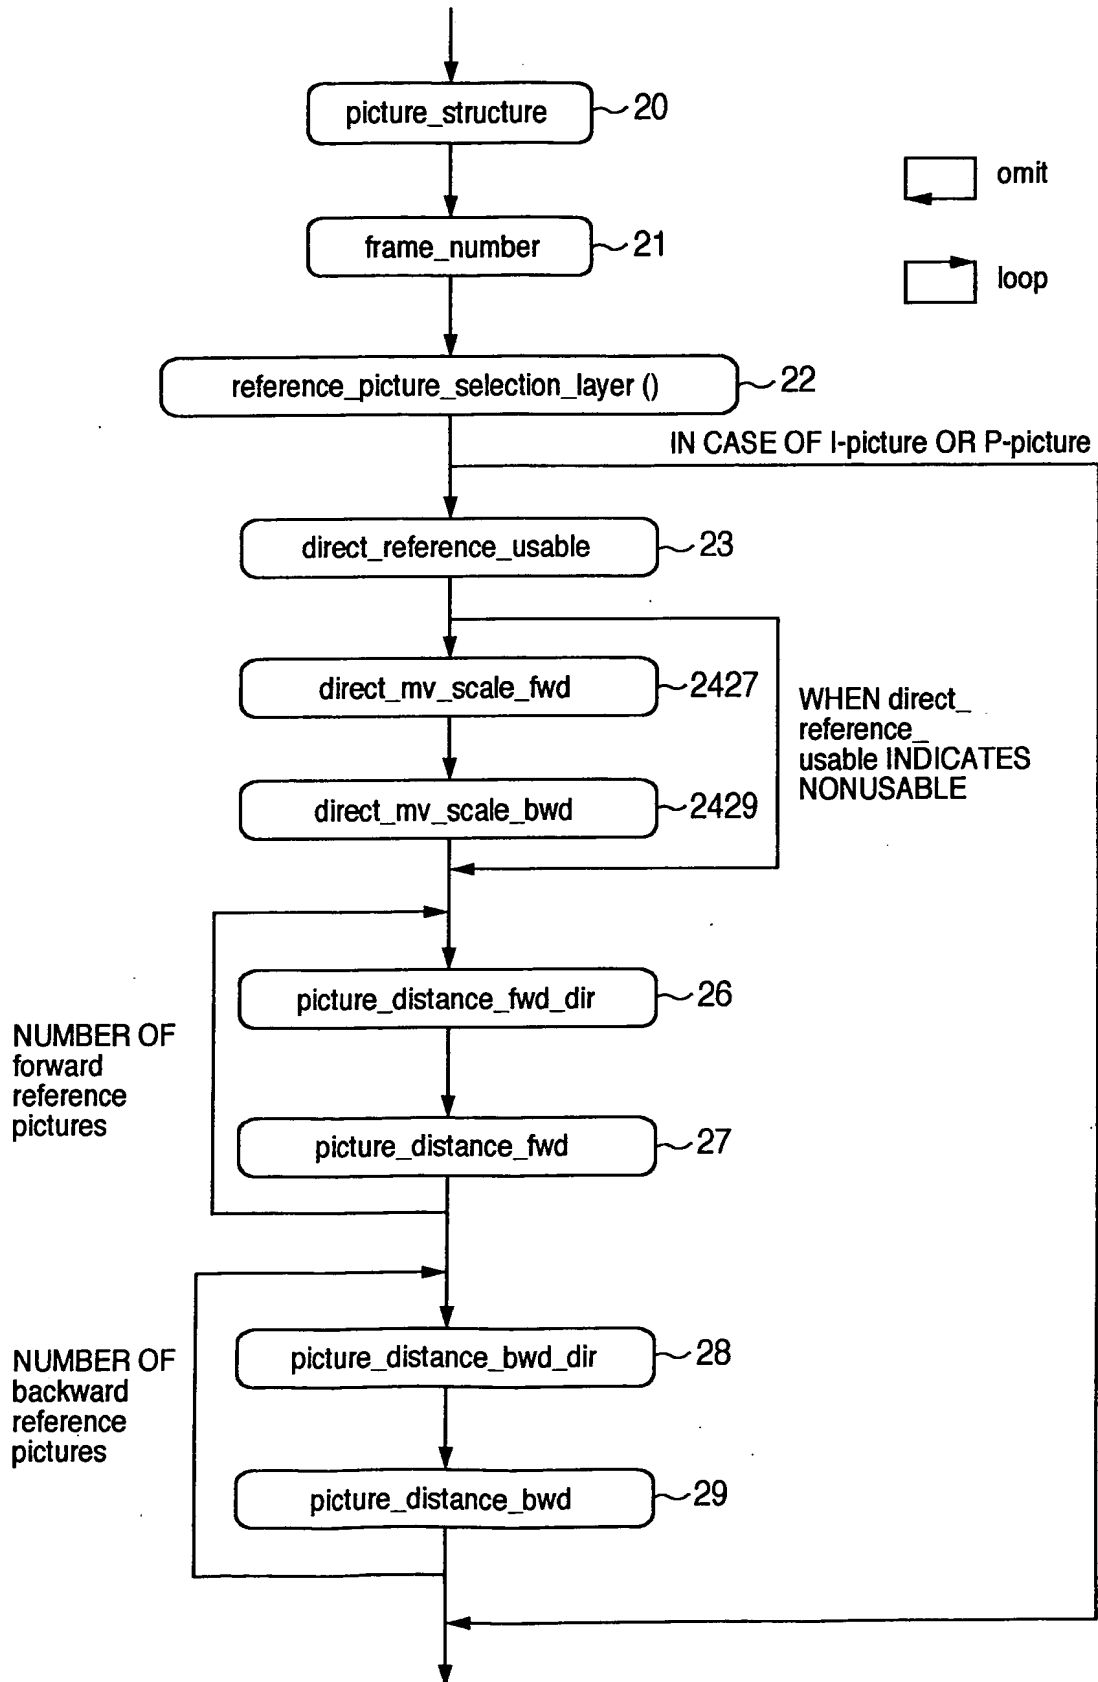 picture_structure 20
omit
frame_number 21
loop
reference_picture_selection_layer () 22
IN CASE OF I-picture OR P-picture
direct_reference_usable 23
direct_mv_scale_fwd 2427
WHEN direct_
reference_
usable INDICATES
NONUSABLE
direct_mv_scale_bwd 2429
picture_distance_fwd_dir 26
NUMBER OF
forward
reference
pictures
picture_distance_fwd 27
picture_distance_bwd_dir 28
NUMBER OF
backward
reference
pictures
picture_distance_bwd 29